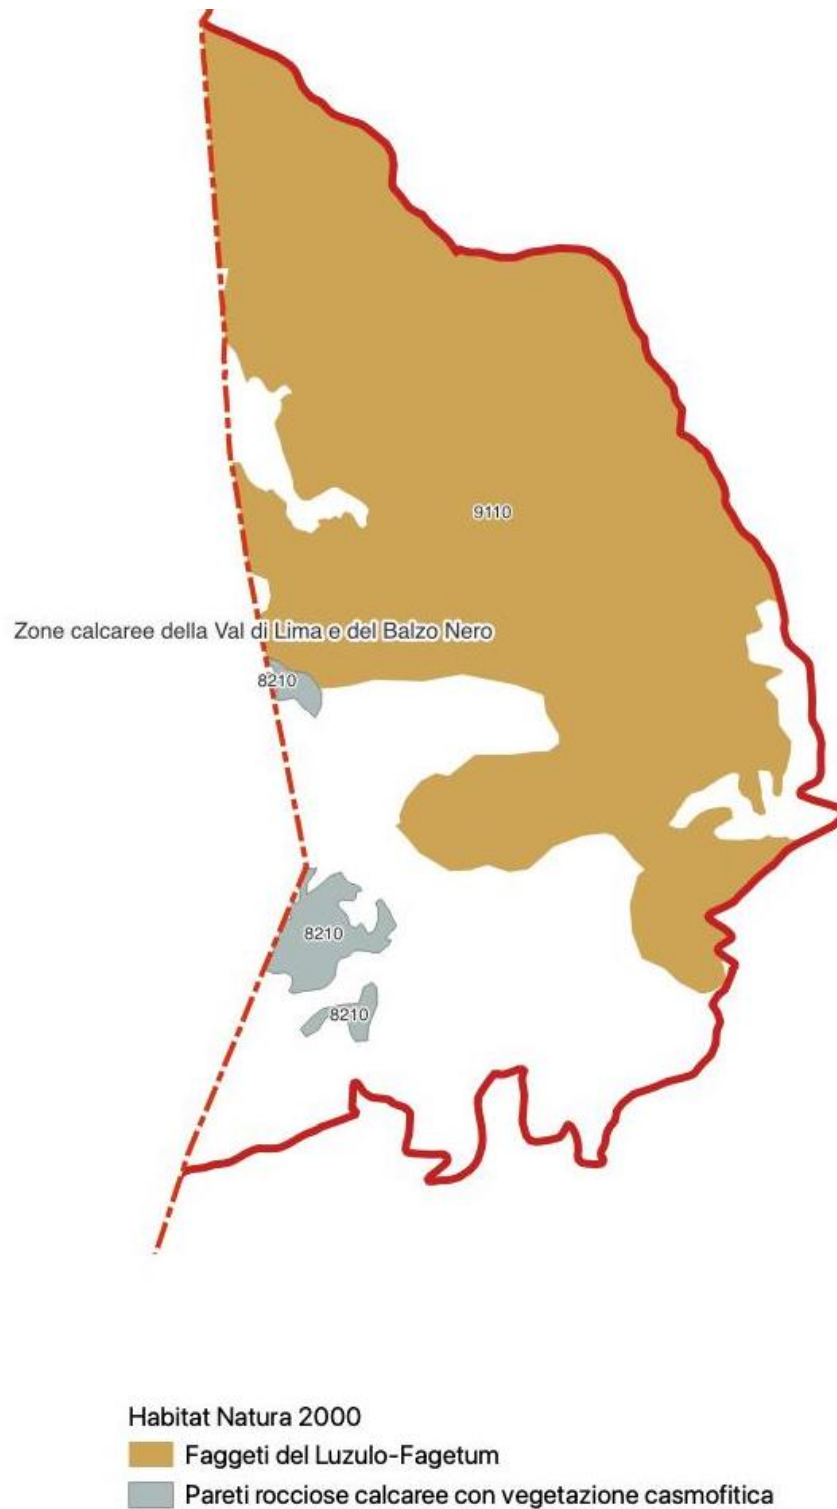 9110
Zone calcaree della Val di Lima e del Balzo Nero
8210
8210
8210
Habitat Natura 2000
Faggeti del Luzulo-Fagetum
Pareti rocciose calcaree con vegetazione casmofitica